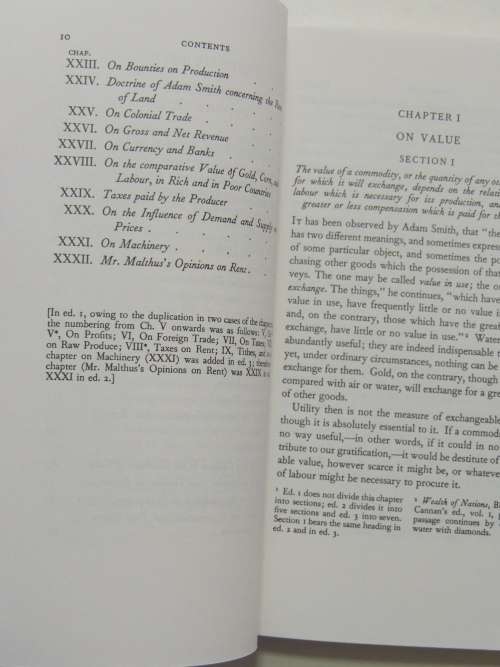 10
CONTENTS
CHAP.
XXIII. On Bounties on Production
XXIV. Doctrine of Adam Smith concerning the
of Land
XXV. On Colonial Trade
XXVI. On Gross and Net Revenue
XXVII. On Currency and Banks
XXVIII. On the comparative Value of Gold, Corn, and
Labour, in Rich and in Poor Countries
XXIX. Taxes paid by the Producer
XXX. On the Influence of Demand and Supply
Prices
XXXI. On Machinery
XXXII. Mr. Malthus's Opinions on Rent
[In ed. 1, owing to the duplication in two cases of the chapter
the numbering from Ch. V onwards was as follows: V,
V*, On Profits; VI, On Foreign Trade; VII, On Taxes;
on Raw Produce; VIII*, Taxes on Rent; IX, Tithes, and
chapter on Machinery (XXXI) was added in ed. 3;
chapter (Mr. Malthus's Opinions on Rent) was XXIX
XXXI in ed. 2.]
CHAPTER I
ON VALUE
SECTION I
The value of a commodity, or the quantity of any
for which it will exchange, depends on the
labour which is necessary for its production, and
greater or less compensation which is paid for
It has been observed by Adam Smith, that "the
has two different meanings, and sometimes
of some particular object, and sometimes the
chasing other goods which the possession of that
veys. The one may be called value in use; the
exchange. The things," he continues, "which have
value in use, have frequently little or no value
and, on the contrary, those which have the
exchange, have little or no value in use."² Water
abundantly useful; they are indeed indispensable
yet, under ordinary circumstances, nothing can be
exchange for them. Gold, on the contrary, though
compared with air or water, will exchange for a
of other goods.
Utility then is not the measure of exchangeable
though it is absolutely essential to it. If a
no way useful,—in other words, if it could in no
tribute to our gratification,—it would be destitute of
able value, however scarce it might be, or whatever
of labour might be necessary to procure it.
¹ Ed. 1 does not divide this chapter
into sections; ed. 2 divides it into
five sections and ed. 3 into seven.
Section 1 bears the same heading in
ed. 2 and in ed. 3.
² Wealth of Nations,
Cannan's ed., vol. 1,
passage continues by
water with diamonds.